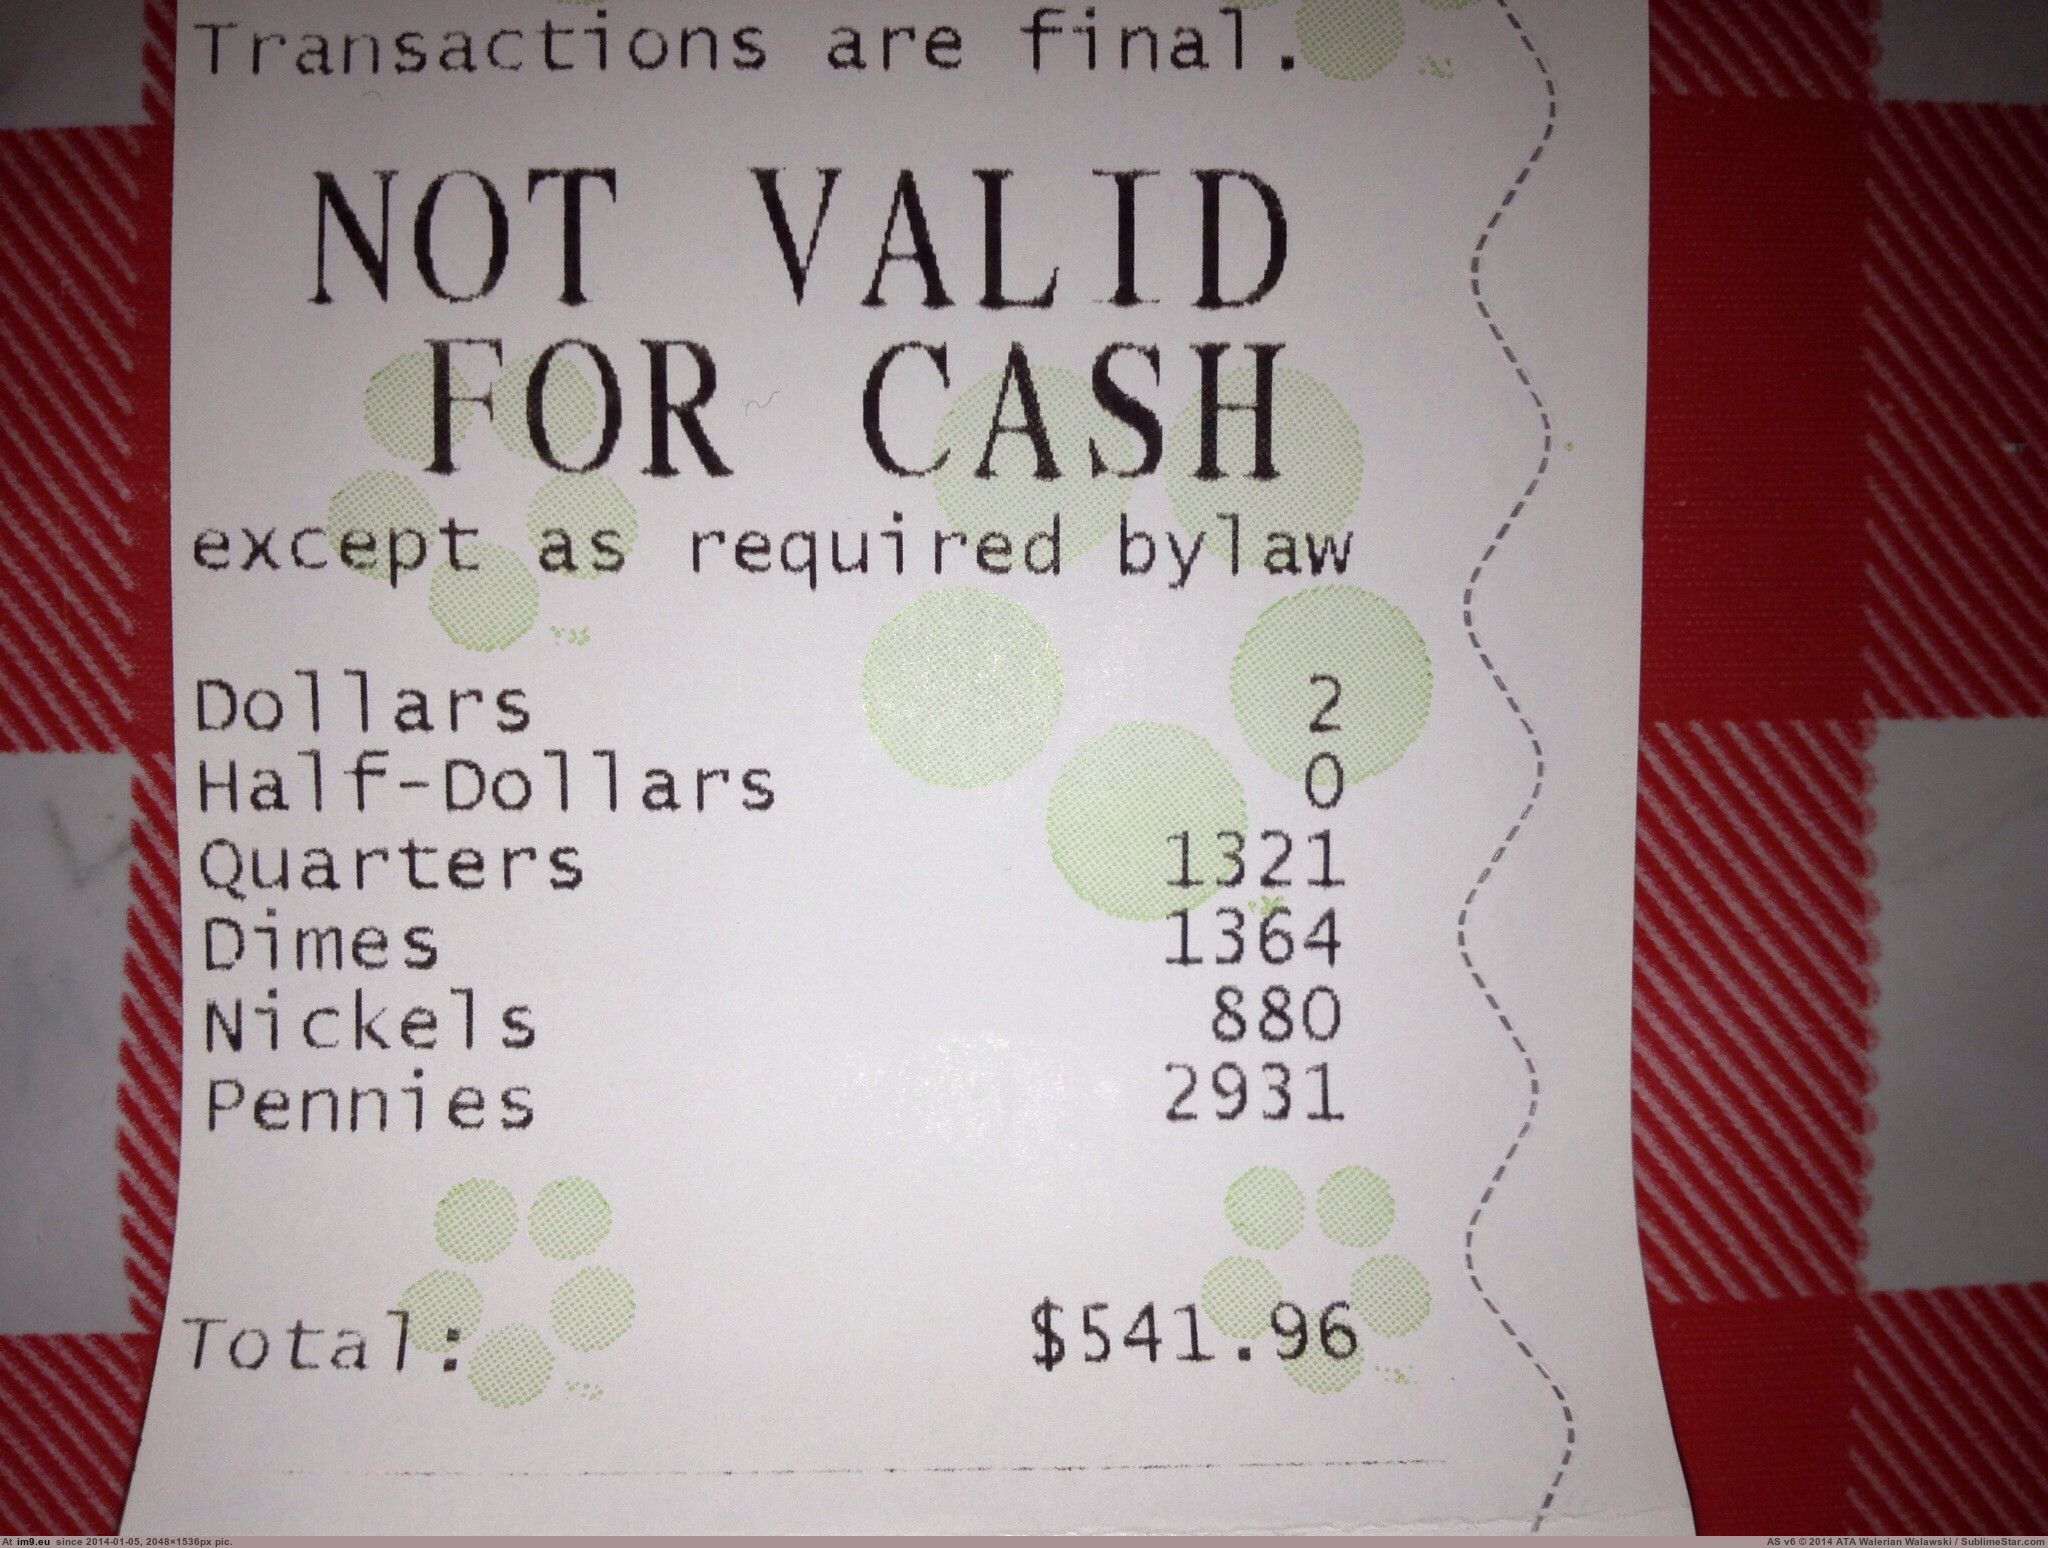 Transactions are final.
NOT VALID
FOR CASH
except as required bylaw
Dollars 2
Half-Dollars 0
Quarters 1321
Dimes 1364
Nickels 880
Pennies 2931
Total: $541.96
At im9.eu since 2014-01-05, 2048×1536px pic.
AS v6 © 2014 ATA Walerian Walawski / SublimeStar.com